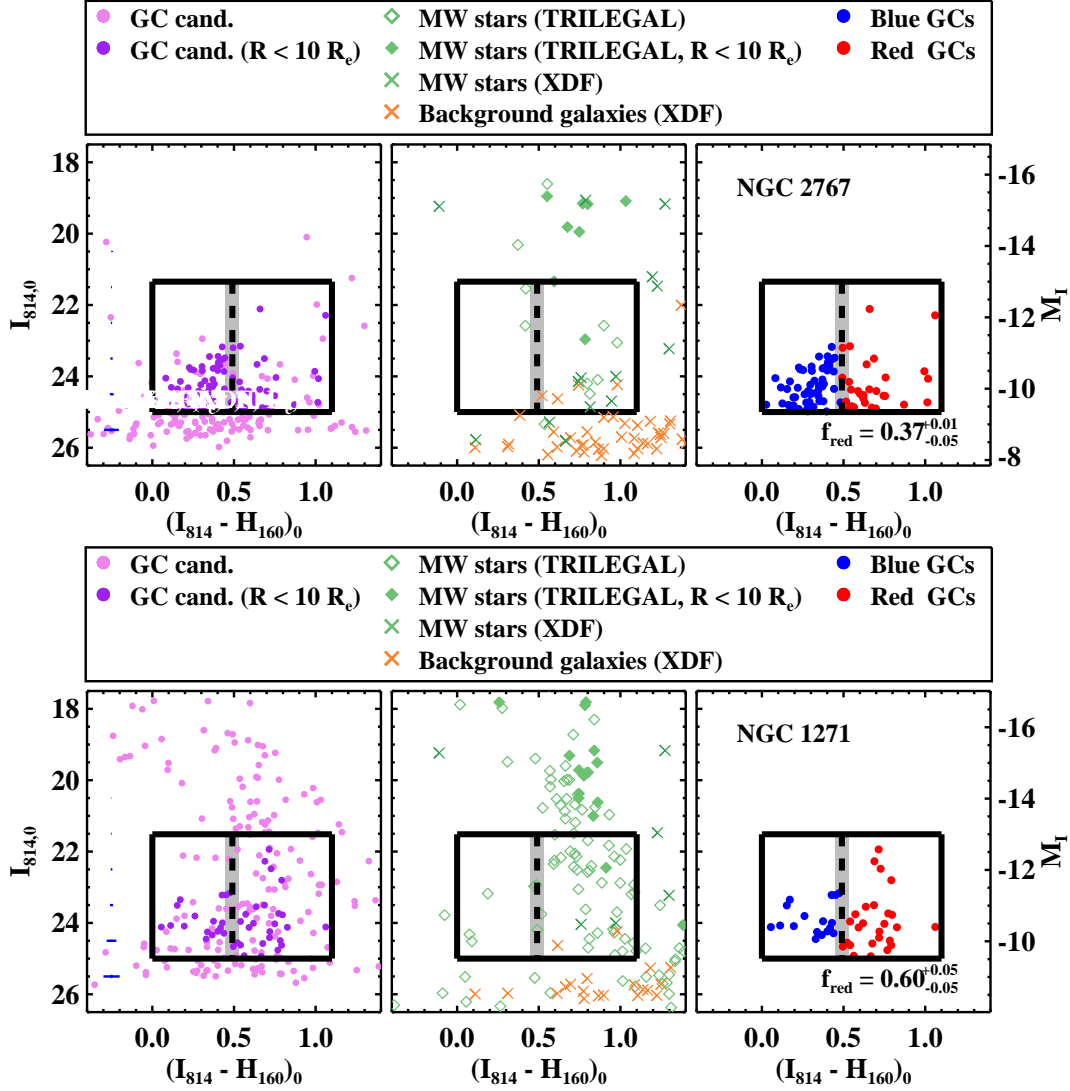 GC cand.
GC cand. (R < 10 R_e)
MW stars (TRILEGAL)
MW stars (TRILEGAL, R < 10 R_e)
MW stars (XDF)
Background galaxies (XDF)
Blue GCs
Red GCs
18
20
22
24
26
I_814,0
NGC 2767
f_red = 0.37 +0.01 -0.05
-16
-14
-12
-10
-8
M_I
0.0 0.5 1.0
0.0 0.5 1.0
0.0 0.5 1.0
(I_814 - H_160)_0
(I_814 - H_160)_0
(I_814 - H_160)_0
GC cand.
GC cand. (R < 10 R_e)
MW stars (TRILEGAL)
MW stars (TRILEGAL, R < 10 R_e)
MW stars (XDF)
Background galaxies (XDF)
Blue GCs
Red GCs
18
20
22
24
26
I_814,0
NGC 1271
f_red = 0.60 +0.05 -0.05
-16
-14
-12
-10
M_I
0.0 0.5 1.0
0.0 0.5 1.0
0.0 0.5 1.0
(I_814 - H_160)_0
(I_814 - H_160)_0
(I_814 - H_160)_0